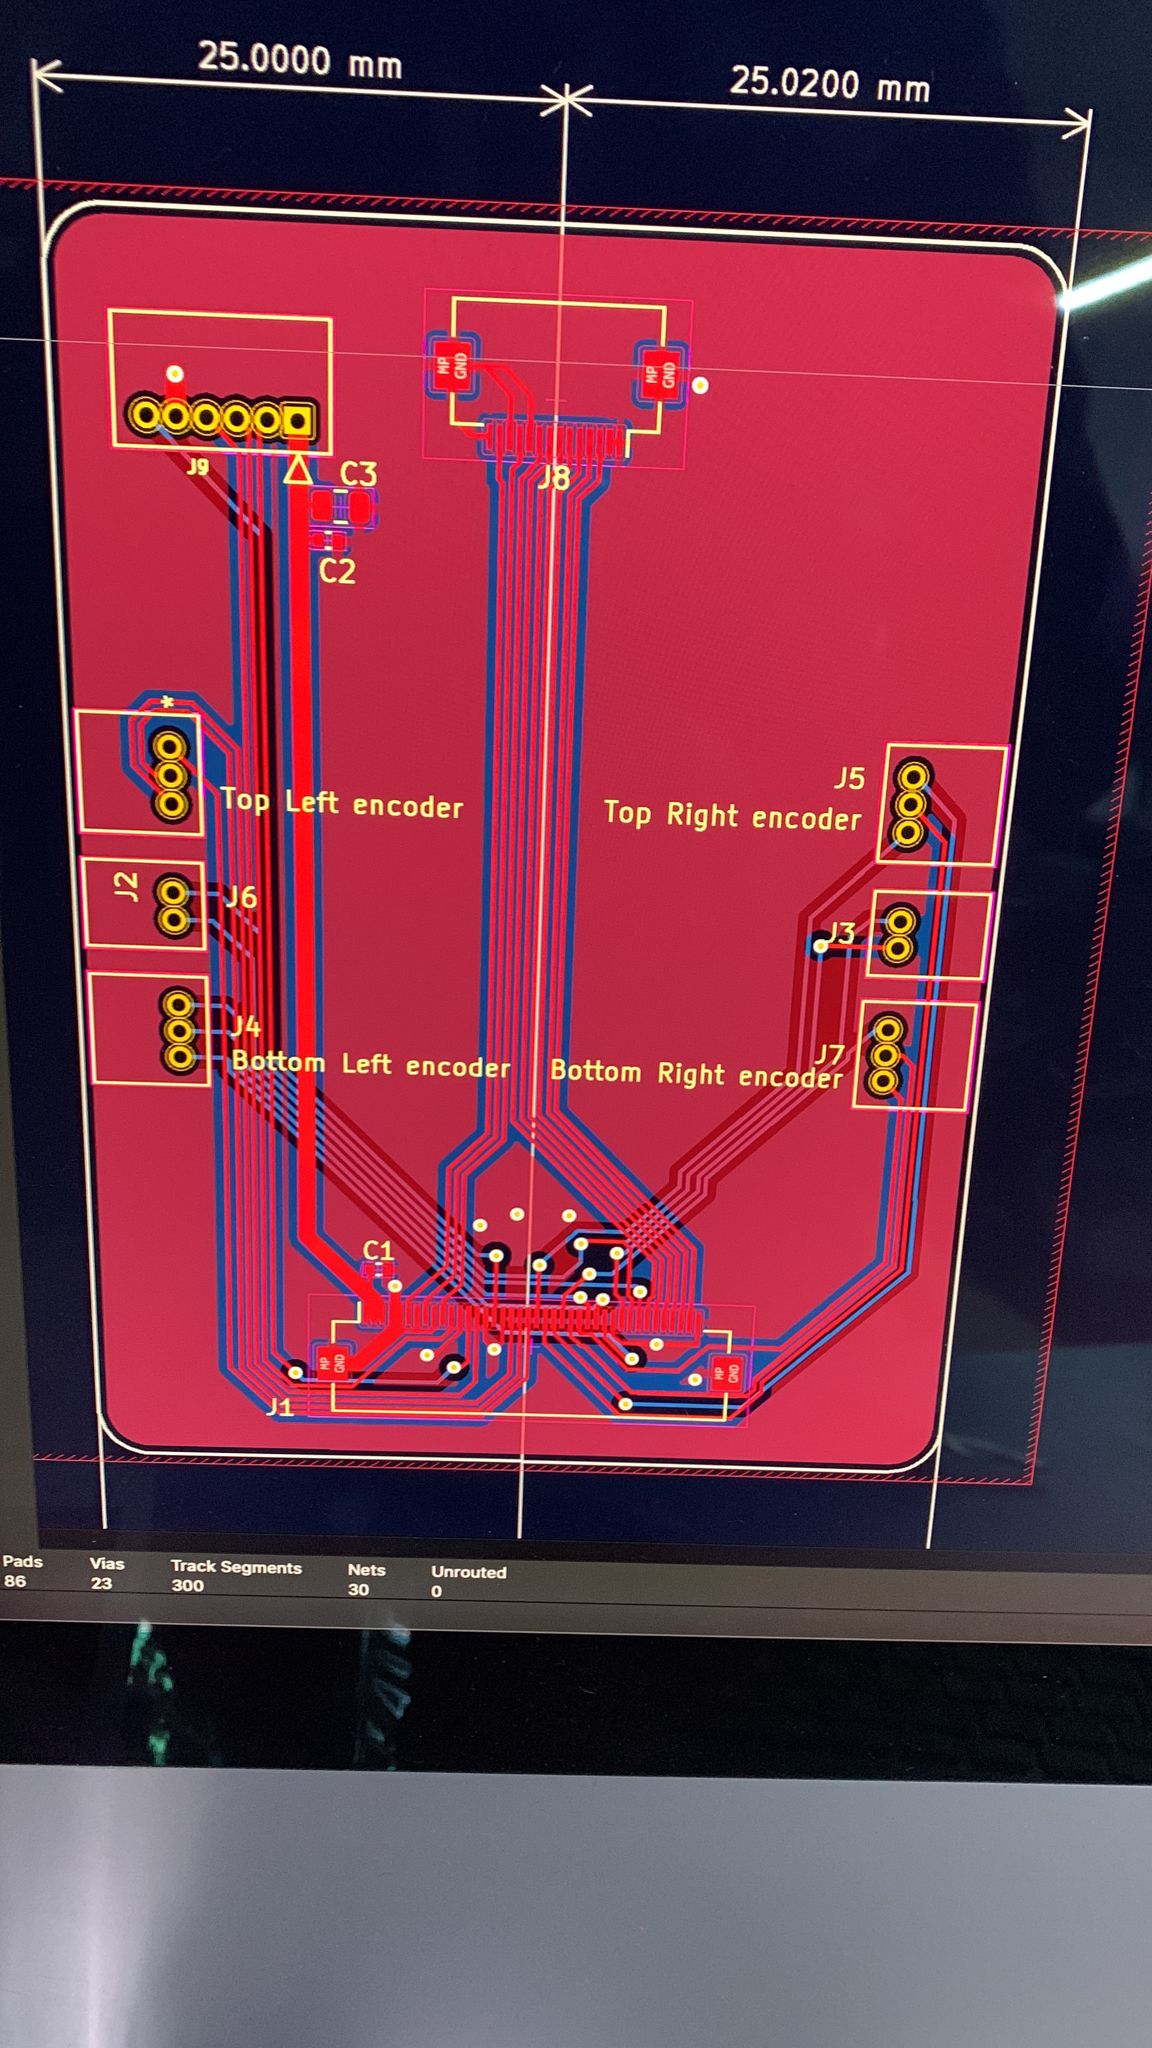 25.0000 mm
25.0200 mm
MP
GND
MP
GND
J9
J8
C3
C2
*
Top Left encoder
J5
Top Right encoder
J2
J6
J3
J4
Bottom Left encoder
J7
Bottom Right encoder
C1
MP
GND
MP
GND
J1
Pads
86
Vias
23
Track Segments
300
Nets
30
Unrouted
0